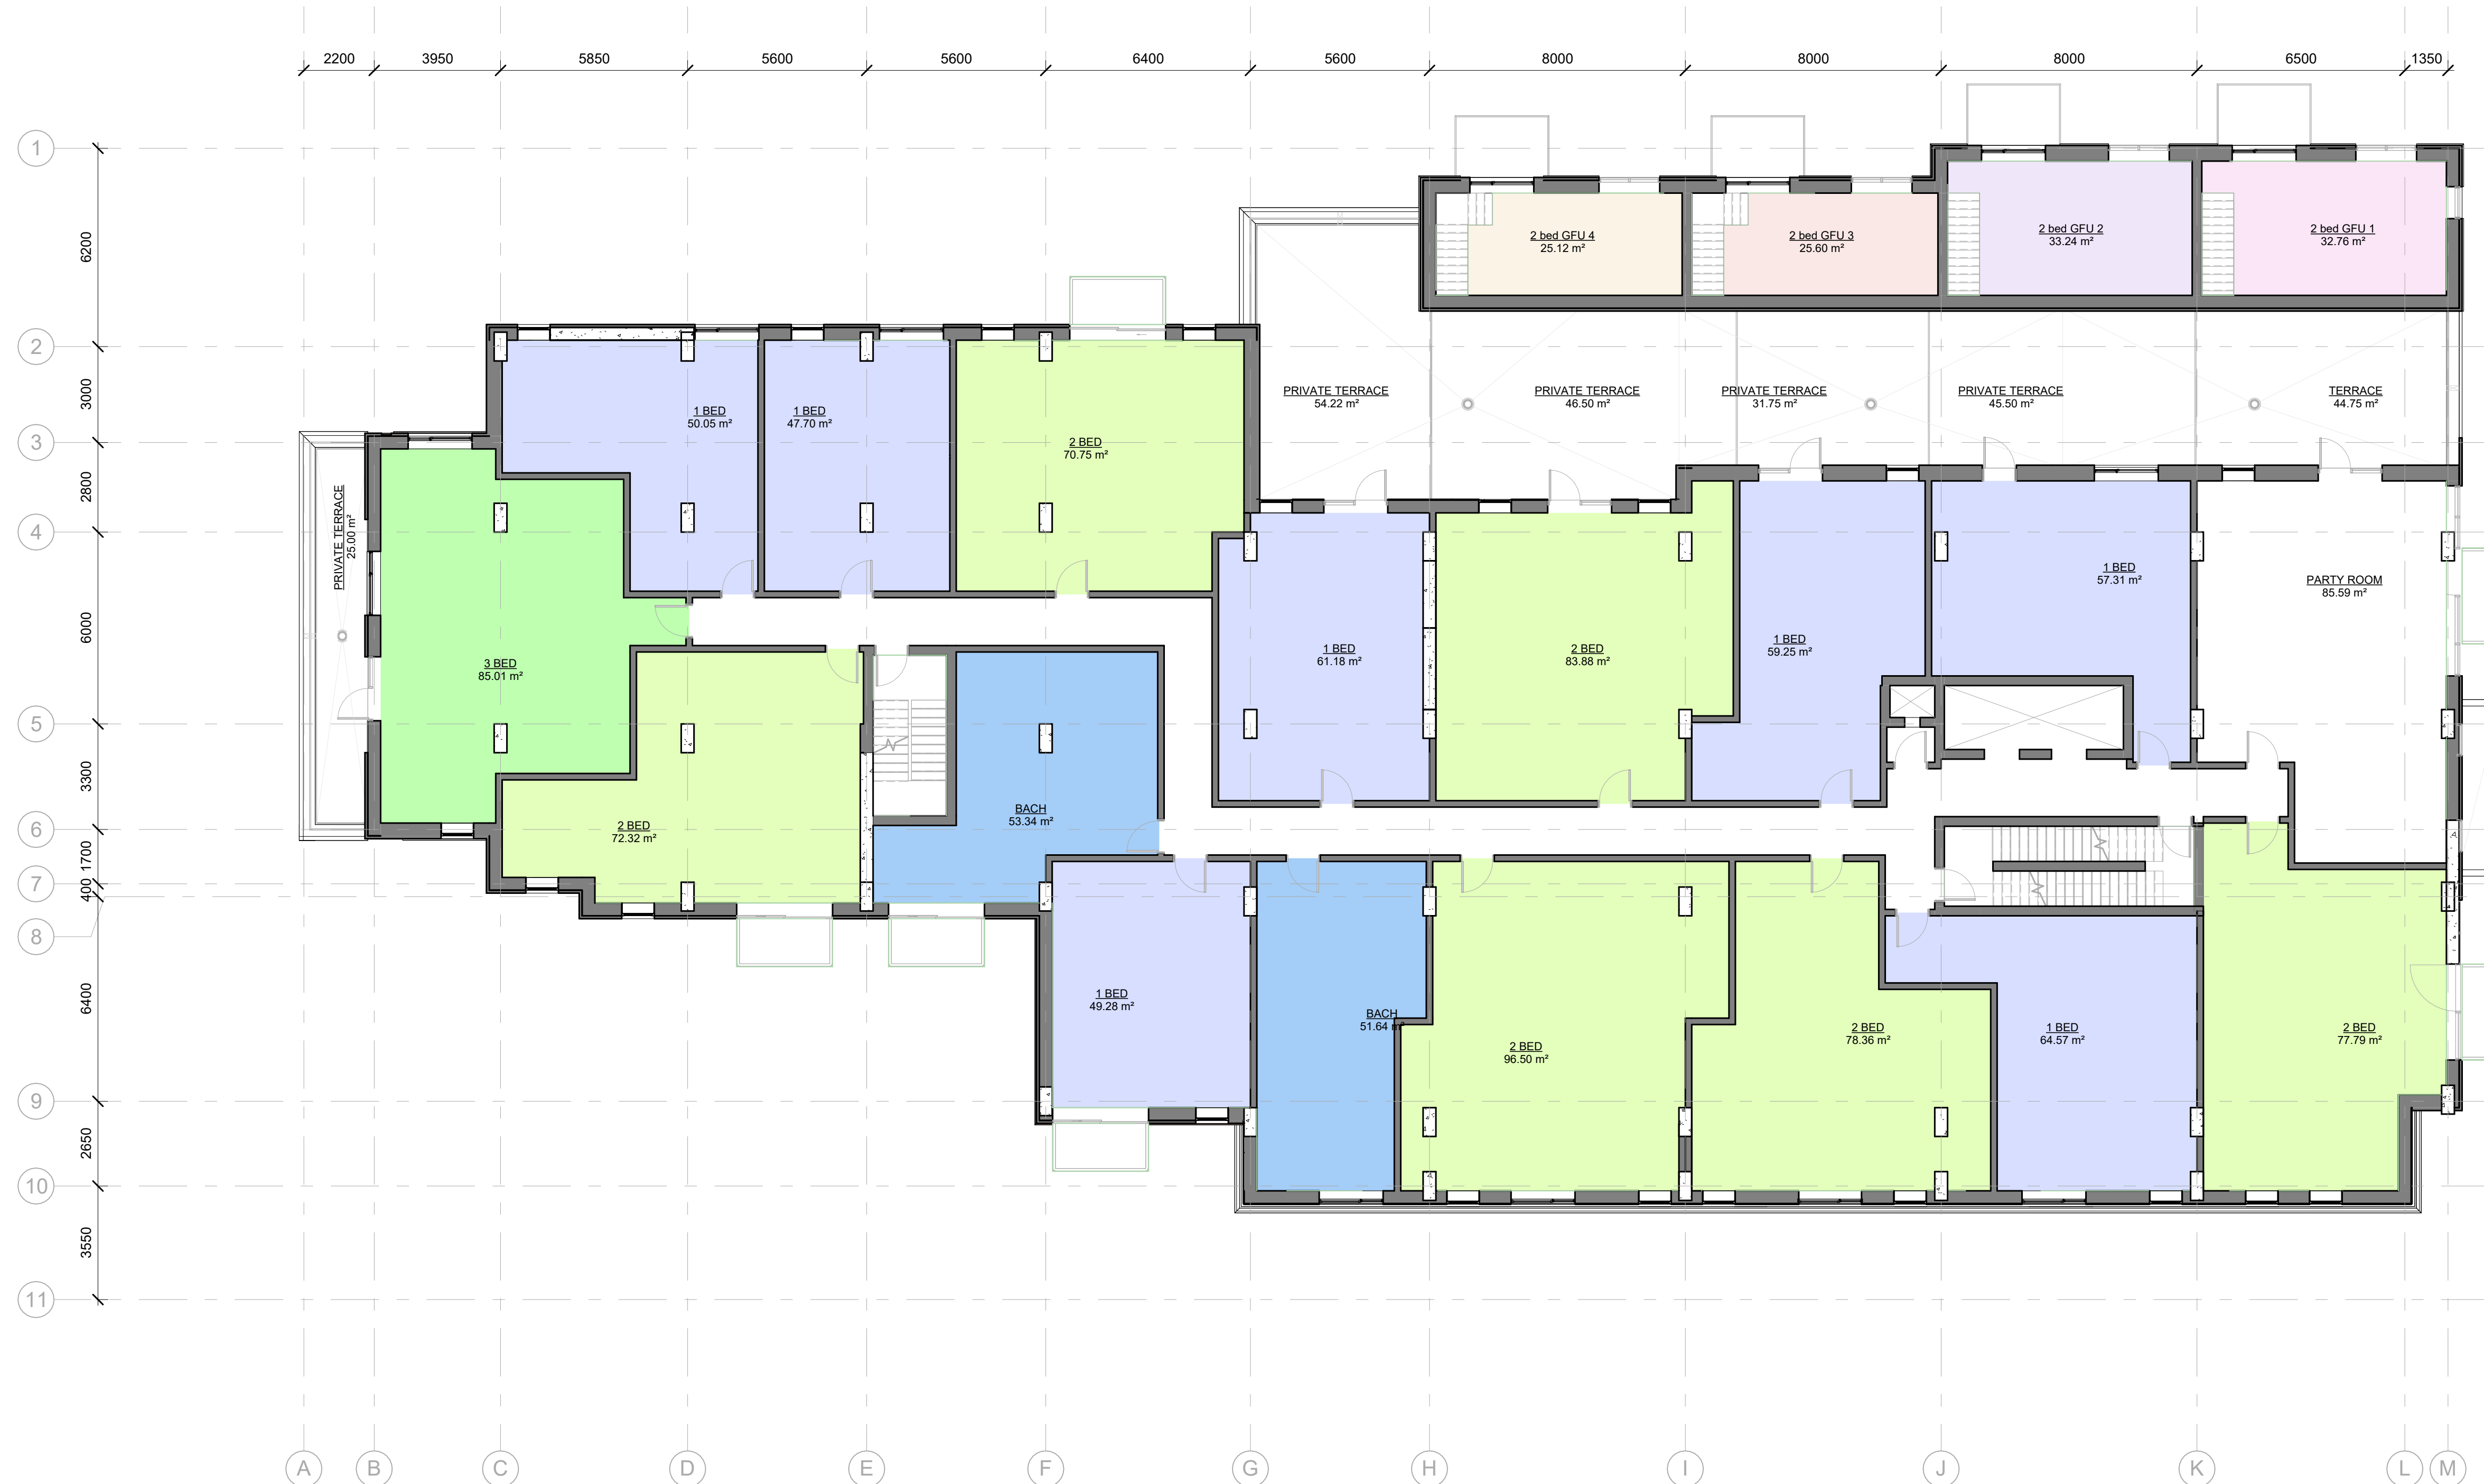 2200 3950 5850 5600 5600 6400 5600 8000 8000 8000 6500 1350
1
6200
2
3000
3
2800
4
6000
5
3300
6
1700
7
400
8
6400
9
2650
10
3550
11
2 bed GFU 4
25.12 m²
2 bed GFU 3
25.60 m²
2 bed GFU 2
33.24 m²
2 bed GFU 1
32.76 m²
PRIVATE TERRACE
54.22 m²
PRIVATE TERRACE
46.50 m²
PRIVATE TERRACE
31.75 m²
PRIVATE TERRACE
45.50 m²
TERRACE
44.75 m²
1 BED
50.05 m²
1 BED
47.70 m²
2 BED
70.75 m²
PRIVATE TERRACE
25.00 m²
3 BED
85.01 m²
1 BED
61.18 m²
2 BED
83.88 m²
1 BED
59.25 m²
1 BED
57.31 m²
PARTY ROOM
85.59 m²
2 BED
72.32 m²
BACH
53.34 m²
1 BED
49.28 m²
BACH
51.64 m²
2 BED
96.50 m²
2 BED
78.36 m²
1 BED
64.57 m²
2 BED
77.79 m²
A B C D E F G H I J K L M